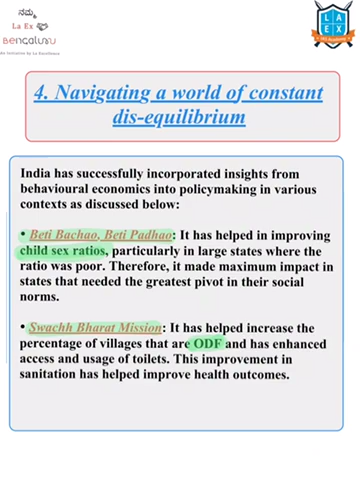 ನಮ್ಮ
La Ex
Bengaluru
An Initiative by La Excellence
L A
E X
IAS Academy
4. Navigating a world of constant
dis-equilibrium
India has successfully incorporated insights from
behavioural economics into policymaking in various
contexts as discussed below:
• Beti Bachao, Beti Padhao: It has helped in improving
child sex ratios, particularly in large states where the
ratio was poor. Therefore, it made maximum impact in
states that needed the greatest pivot in their social
norms.
• Swachh Bharat Mission: It has helped increase the
percentage of villages that are ODF and has enhanced
access and usage of toilets. This improvement in
sanitation has helped improve health outcomes.